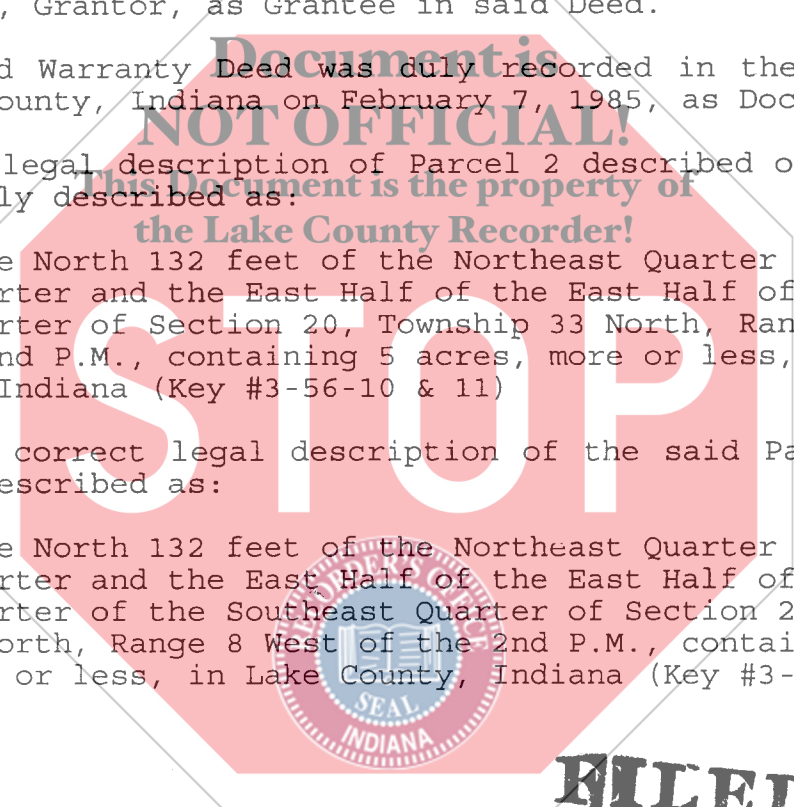 , Grantor, as Grantee in said Deed.
d Warranty Deed was duly recorded in the
ounty, Indiana on February 7, 1985, as Doc
legal description of Parcel 2 described o
ly described as:
e North 132 feet of the Northeast Quarter
rter and the East Half of the East Half of
rter of Section 20, Township 33 North, Ran
nd P.M., containing 5 acres, more or less,
Indiana (Key #3-56-10 & 11)
correct legal description of the said Pa
escribed as:
e North 132 feet of the Northeast Quarter
rter and the East Half of the East Half of
rter of the Southeast Quarter of Section 2
orth, Range 8 West of the 2nd P.M., contai
or less, in Lake County, Indiana (Key #3-
Document is
NOT OFFICIAL!
This Document is the property of
the Lake County Recorder!
STOP
SEAL
INDIANA
FILE